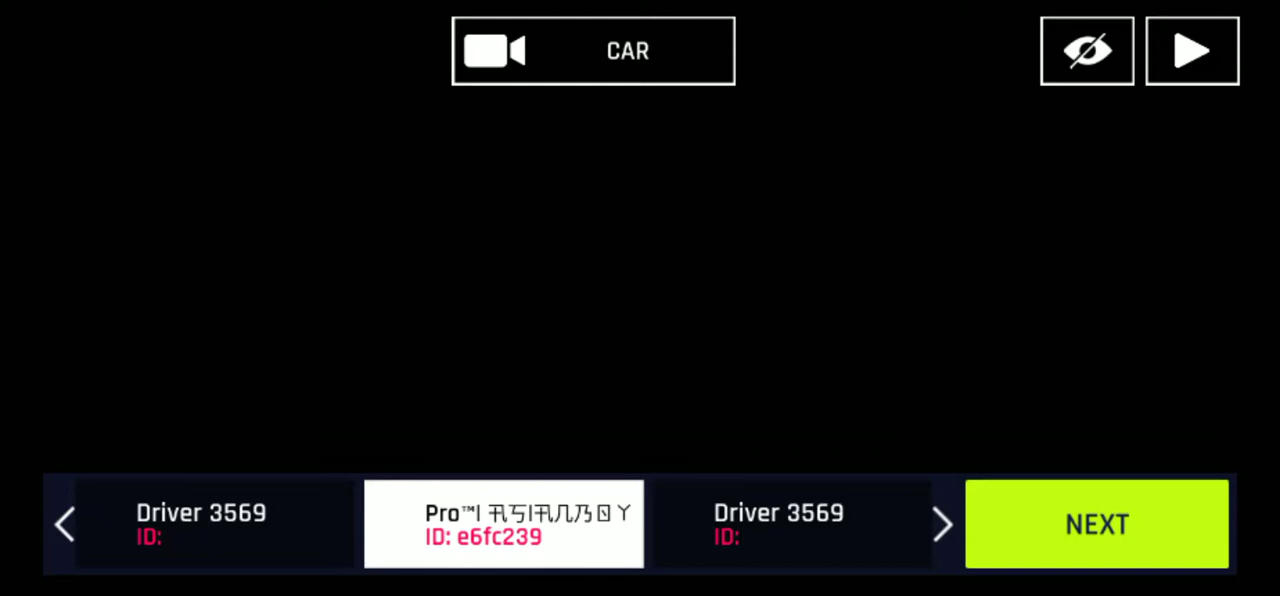 CAR
Driver 3569
ID:
Pro™|
ID: e6fc239
Driver 3569
ID:
NEXT